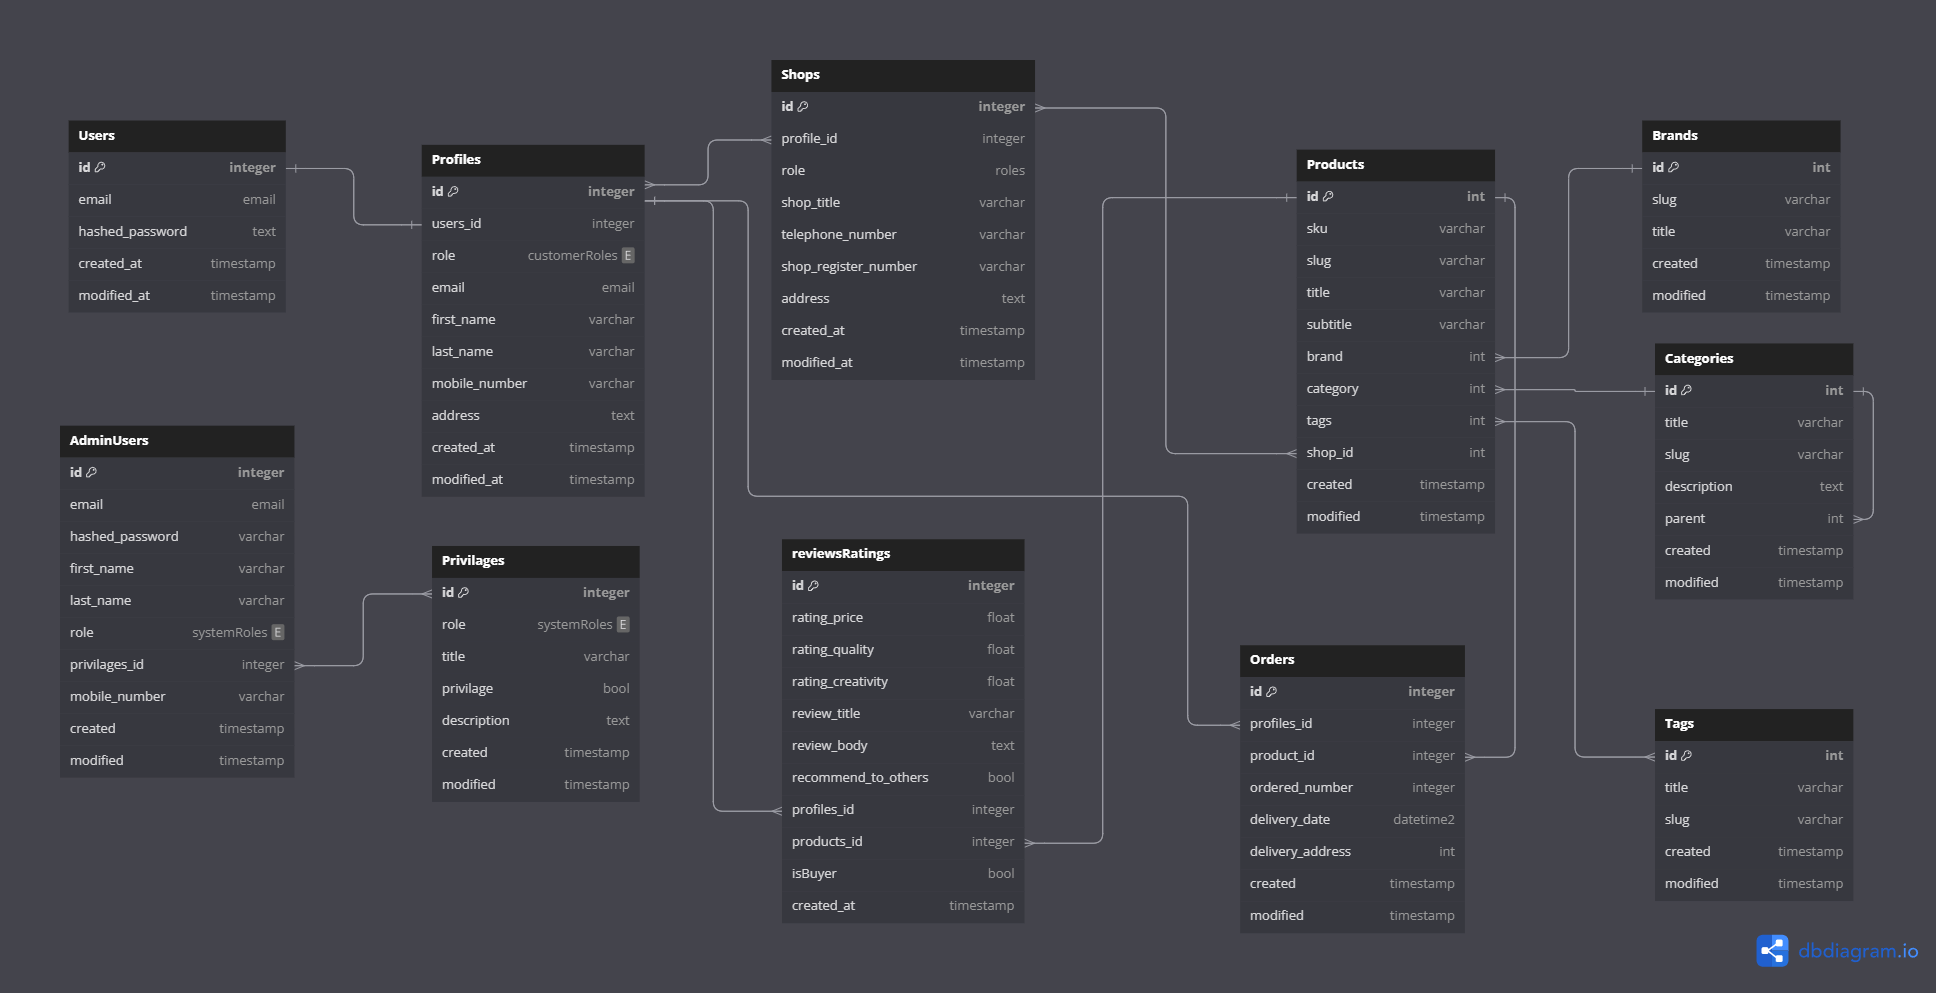 Users
id integer
email email
hashed_password text
created_at timestamp
modified_at timestamp
Profiles
id integer
users_id integer
role customerRoles E
email email
first_name varchar
last_name varchar
mobile_number varchar
address text
created_at timestamp
modified_at timestamp
Shops
id integer
profile_id integer
role roles
shop_title varchar
telephone_number varchar
shop_register_number varchar
address text
created_at timestamp
modified_at timestamp
Products
id int
sku varchar
slug varchar
title varchar
subtitle varchar
brand int
category int
tags int
shop_id int
created timestamp
modified timestamp
Brands
id int
slug varchar
title varchar
created timestamp
modified timestamp
Categories
id int
title varchar
slug varchar
description text
parent int
created timestamp
modified timestamp
AdminUsers
id integer
email email
hashed_password varchar
first_name varchar
last_name varchar
role systemRoles E
privilages_id integer
mobile_number varchar
created timestamp
modified timestamp
Privilages
id integer
role systemRoles E
title varchar
privilage bool
description text
created timestamp
modified timestamp
reviewsRatings
id integer
rating_price float
rating_quality float
rating_creativity float
review_title varchar
review_body text
recommend_to_others bool
profiles_id integer
products_id integer
isBuyer bool
created_at timestamp
Orders
id integer
profiles_id integer
product_id integer
ordered_number integer
delivery_date datetime2
delivery_address int
created timestamp
modified timestamp
Tags
id int
title varchar
slug varchar
created timestamp
modified timestamp
dbdiagram.io